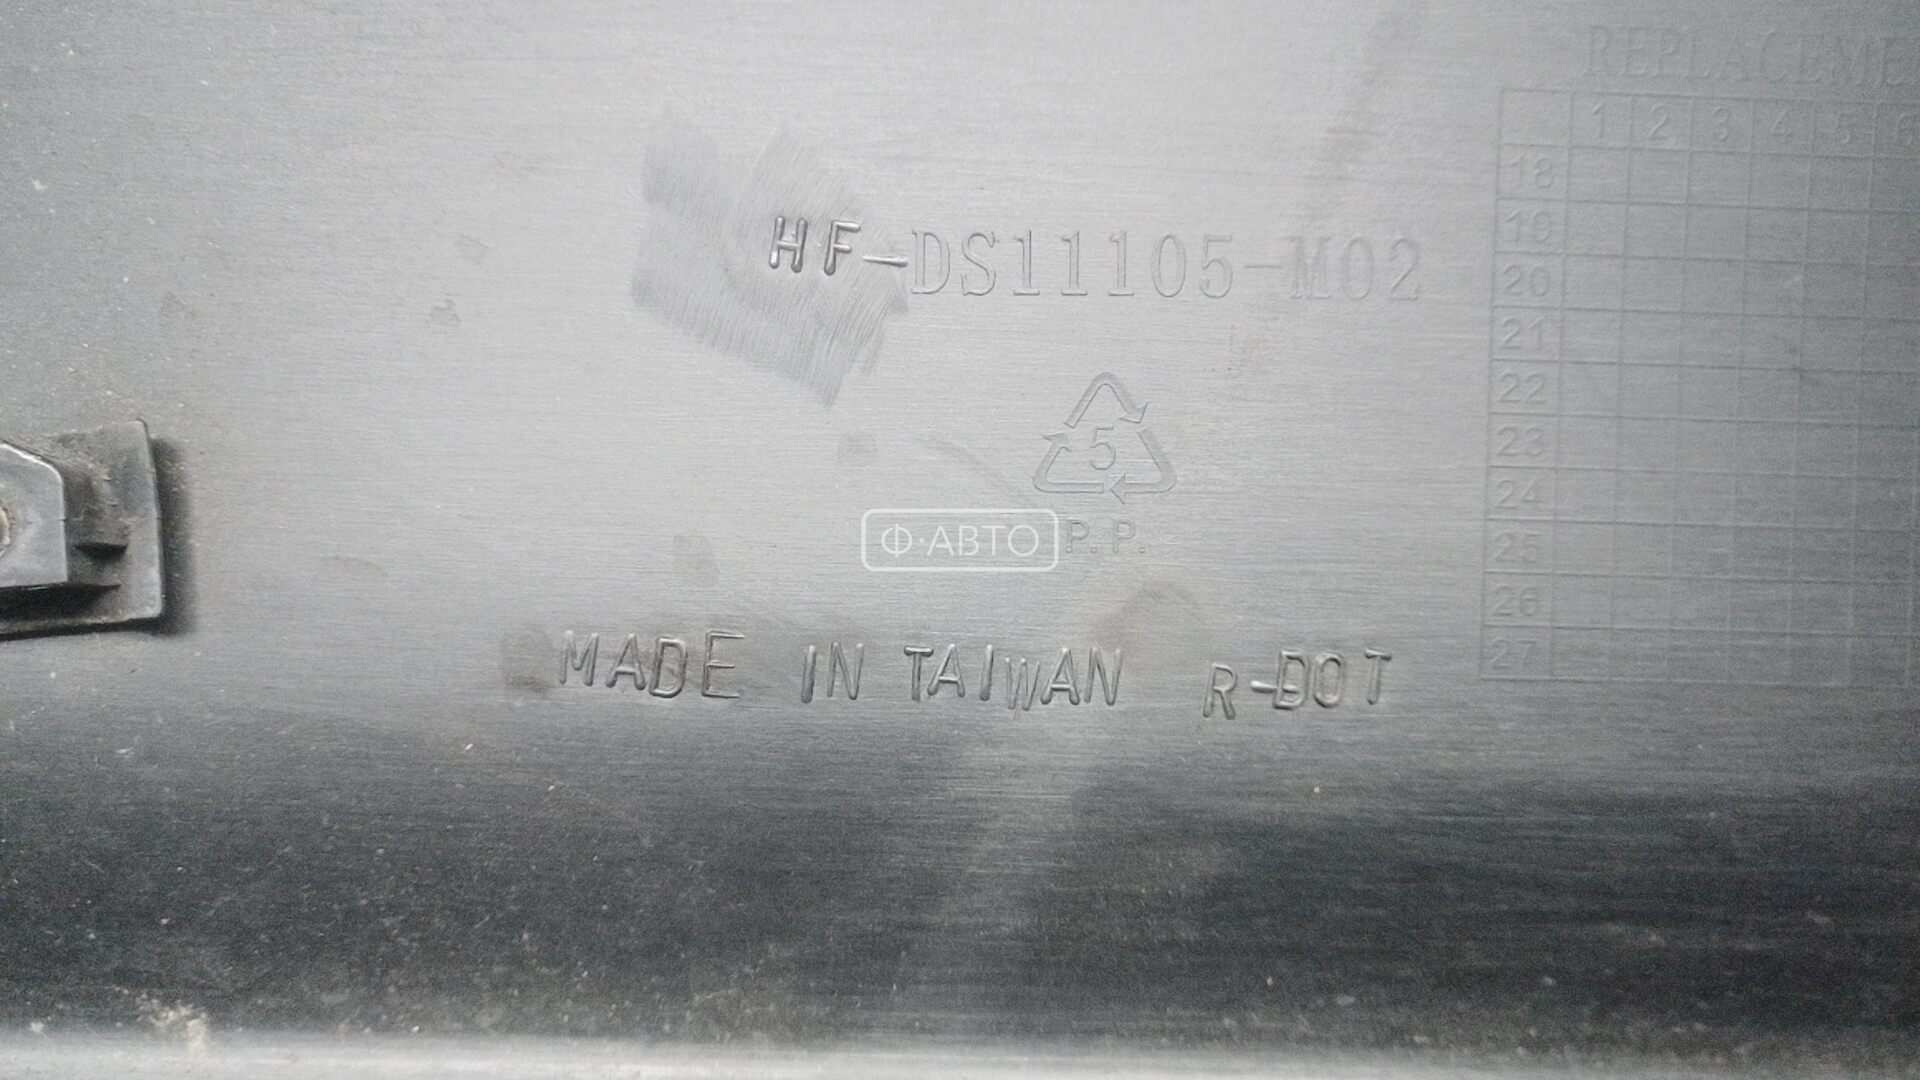 REPLACEME
1 2 3 4 5 6
18
19
HF-DS11105-M02
20
21
22
5
23
24
P.P.
Ф·АВТО
25
26
27
MADE IN TAIWAN R-DOT